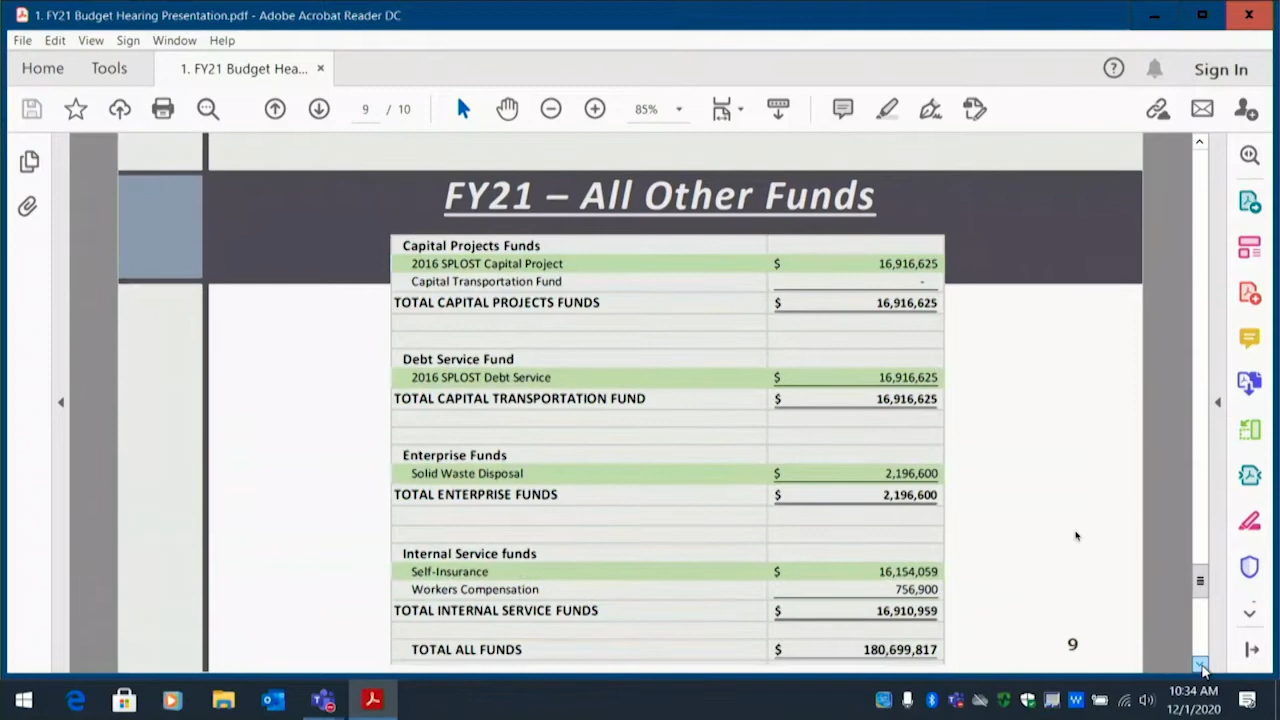 1. FY21 Budget Hearing Presentation.pdf - Adobe Acrobat Reader DC
File Edit View Sign Window Help
Home Tools 1. FY21 Budget Hea... ×
Sign In
9 / 10 85%
FY21 – All Other Funds
Capital Projects Funds
2016 SPLOST Capital Project $ 16,916,625
Capital Transportation Fund -
TOTAL CAPITAL PROJECTS FUNDS $ 16,916,625
Debt Service Fund
2016 SPLOST Debt Service $ 16,916,625
TOTAL CAPITAL TRANSPORTATION FUND $ 16,916,625
Enterprise Funds
Solid Waste Disposal $ 2,196,600
TOTAL ENTERPRISE FUNDS $ 2,196,600
Internal Service funds
Self-Insurance $ 16,154,059
Workers Compensation 756,900
TOTAL INTERNAL SERVICE FUNDS $ 16,910,959
TOTAL ALL FUNDS $ 180,699,817
9
10:34 AM
12/1/2020